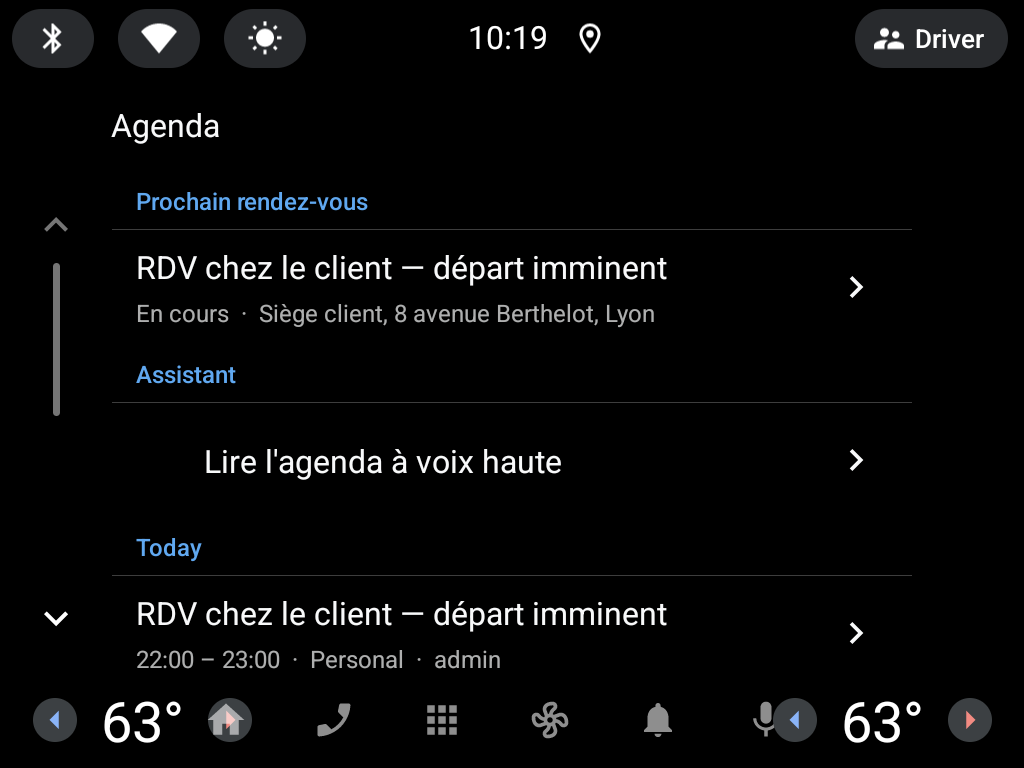 10:19
Driver
Agenda
Prochain rendez-vous
RDV chez le client — départ imminent
En cours · Siège client, 8 avenue Berthelot, Lyon
Assistant
Lire l'agenda à voix haute
Today
RDV chez le client — départ imminent
22:00 – 23:00 · Personal · admin
63° 63°